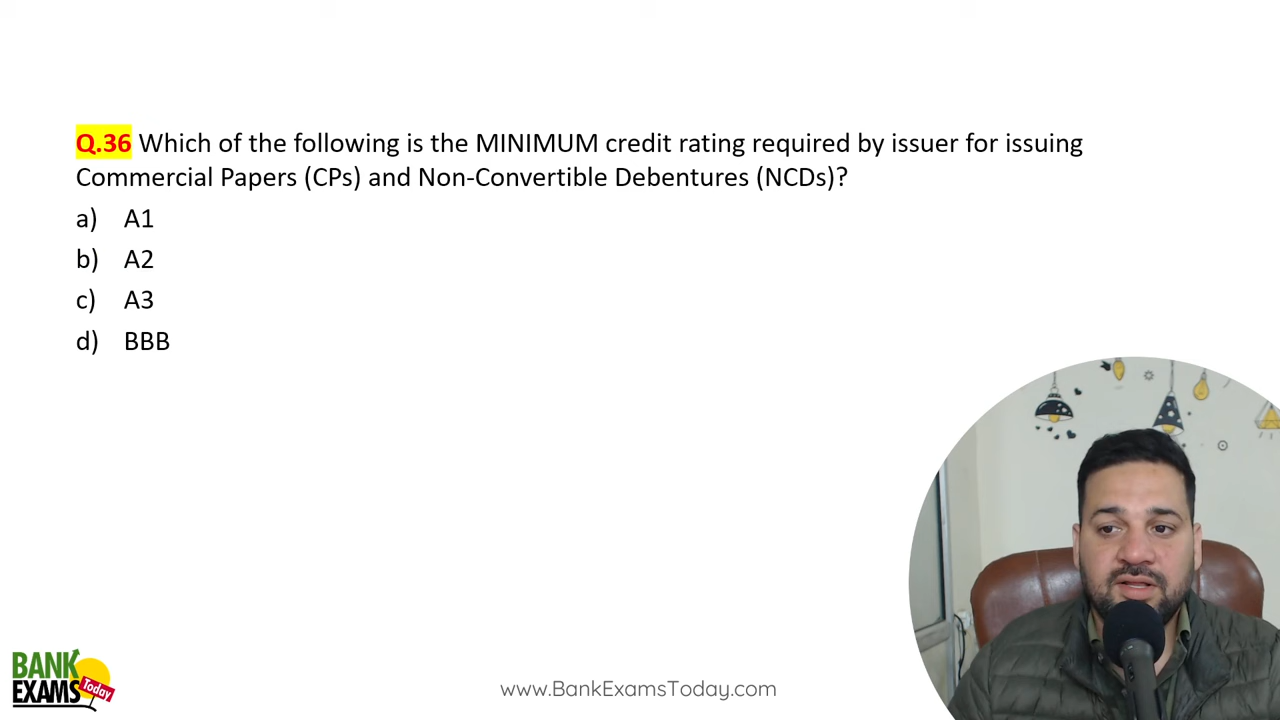 Q.36 Which of the following is the MINIMUM credit rating required by issuer for issuing
Commercial Papers (CPs) and Non-Convertible Debentures (NCDs)?
a) A1
b) A2
c) A3
d) BBB
BANK
EXAMS
Today
www.BankExamsToday.com